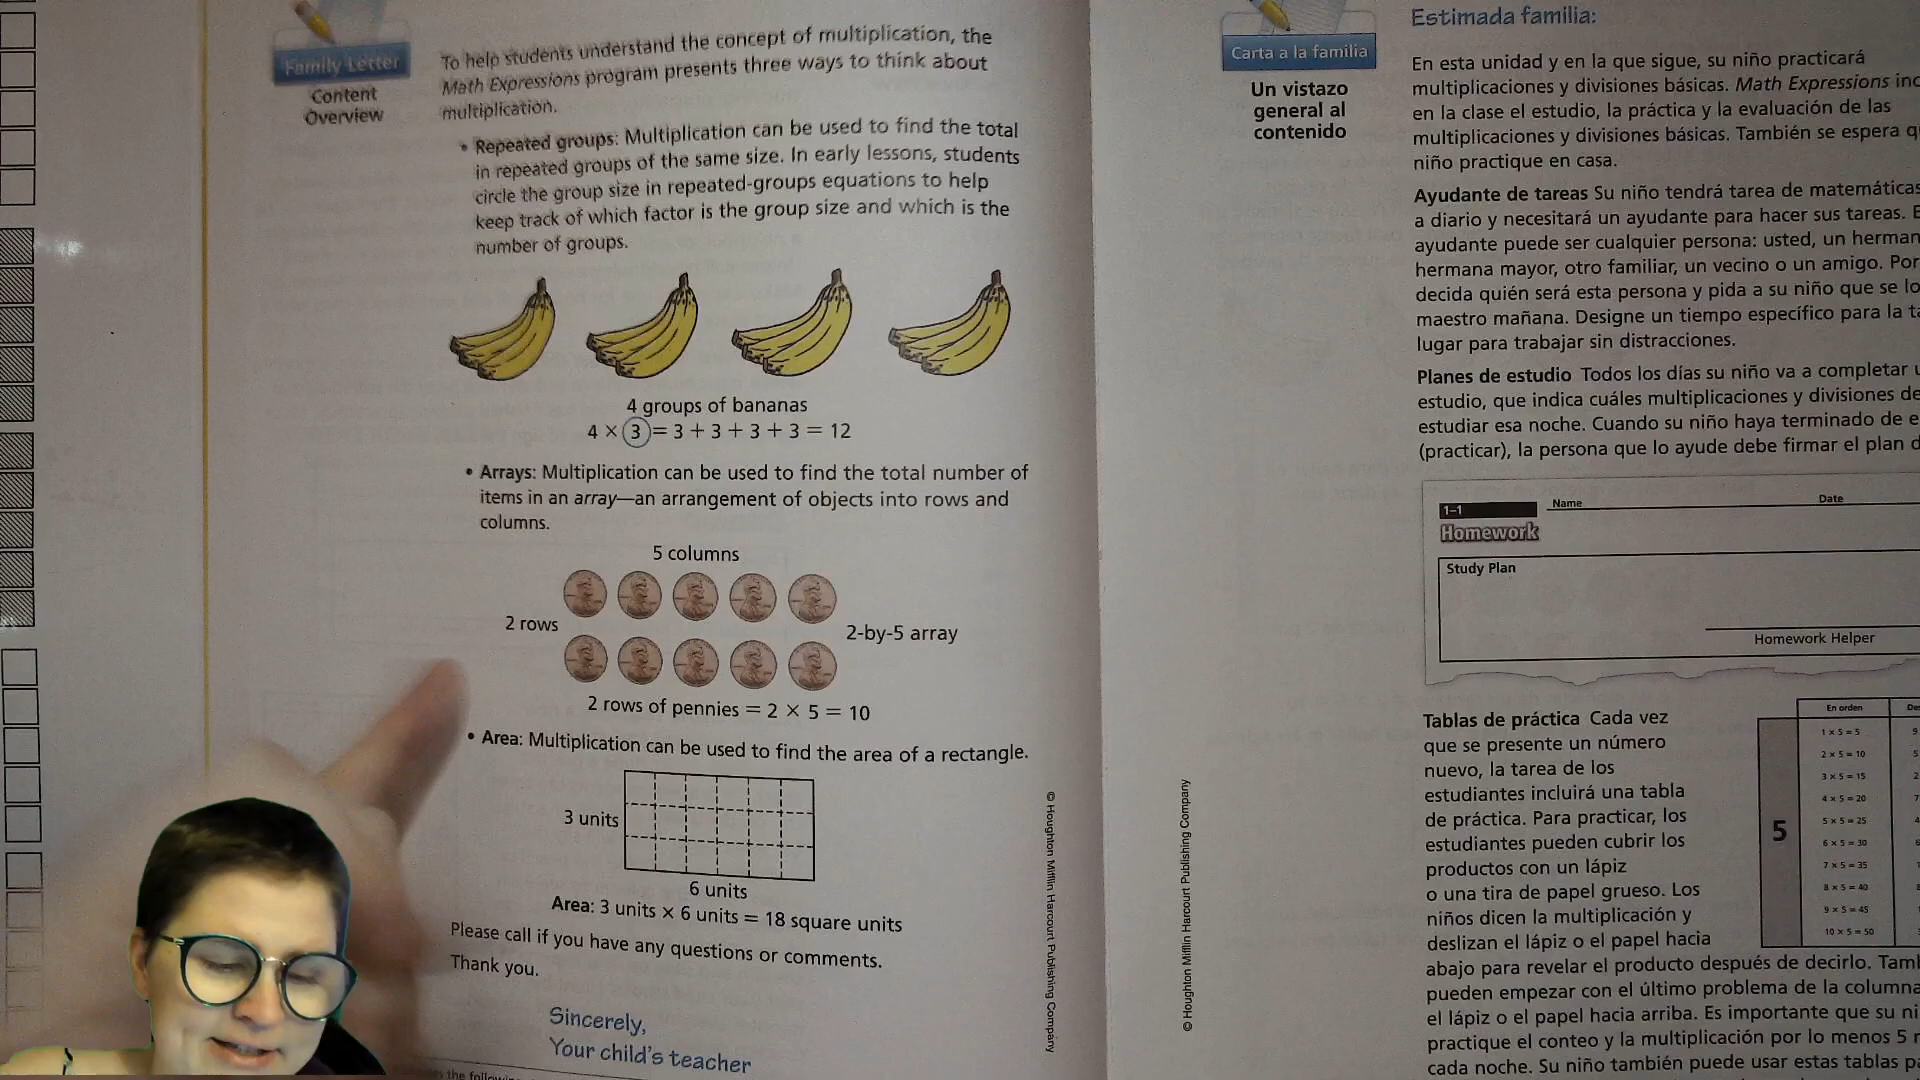 Family Letter
Content
Overview
To help students understand the concept of multiplication, the
Math Expressions program presents three ways to think about
multiplication.
• Repeated groups: Multiplication can be used to find the total
in repeated groups of the same size. In early lessons, students
circle the group size in repeated-groups equations to help
keep track of which factor is the group size and which is the
number of groups.
4 groups of bananas
4 × 3 = 3 + 3 + 3 + 3 = 12
• Arrays: Multiplication can be used to find the total number of
items in an array—an arrangement of objects into rows and
columns.
5 columns
2 rows
2-by-5 array
2 rows of pennies = 2 × 5 = 10
• Area: Multiplication can be used to find the area of a rectangle.
3 units
6 units
Area: 3 units × 6 units = 18 square units
Please call if you have any questions or comments.
Thank you.
Sincerely,
Your child's teacher
© Houghton Mifflin Harcourt Publishing Company
© Houghton Mifflin Harcourt Publishing Company
Carta a la familia
Un vistazo
general al
contenido
Estimada familia:
En esta unidad y en la que sigue, su niño practicará
multiplicaciones y divisiones básicas. Math Expressions
en la clase el estudio, la práctica y la evaluación de las
multiplicaciones y divisiones básicas. También se espera
niño practique en casa.
Ayudante de tareas Su niño tendrá tarea de matemáticas
a diario y necesitará un ayudante para hacer sus tareas.
ayudante puede ser cualquier persona: usted, un
hermana mayor, otro familiar, un vecino o un amigo. Por
decida quién será esta persona y pida a su niño que se lo
maestro mañana. Designe un tiempo específico para la
lugar para trabajar sin distracciones.
Planes de estudio Todos los días su niño va a completar
estudio, que indica cuáles multiplicaciones y divisiones
estudiar esa noche. Cuando su niño haya terminado de
(practicar), la persona que lo ayude debe firmar el plan
1–1
Name
Date
Homework
Study Plan
Homework Helper
Tablas de práctica Cada vez
que se presente un número
nuevo, la tarea de los
estudiantes incluirá una tabla
de práctica. Para practicar, los
estudiantes pueden cubrir los
productos con un lápiz
o una tira de papel grueso. Los
niños dicen la multiplicación y
deslizan el lápiz o el papel hacia
abajo para revelar el producto después de decirlo.
pueden empezar con el último problema de la columna
el lápiz o el papel hacia arriba. Es importante que su
practique el conteo y la multiplicación por lo menos 5
cada noche. Su niño también puede usar estas tablas
En orden
5
1 × 5 = 5
2 × 5 = 10
3 × 5 = 15
4 × 5 = 20
5 × 5 = 25
6 × 5 = 30
7 × 5 = 35
8 × 5 = 40
9 × 5 = 45
10 × 5 = 50